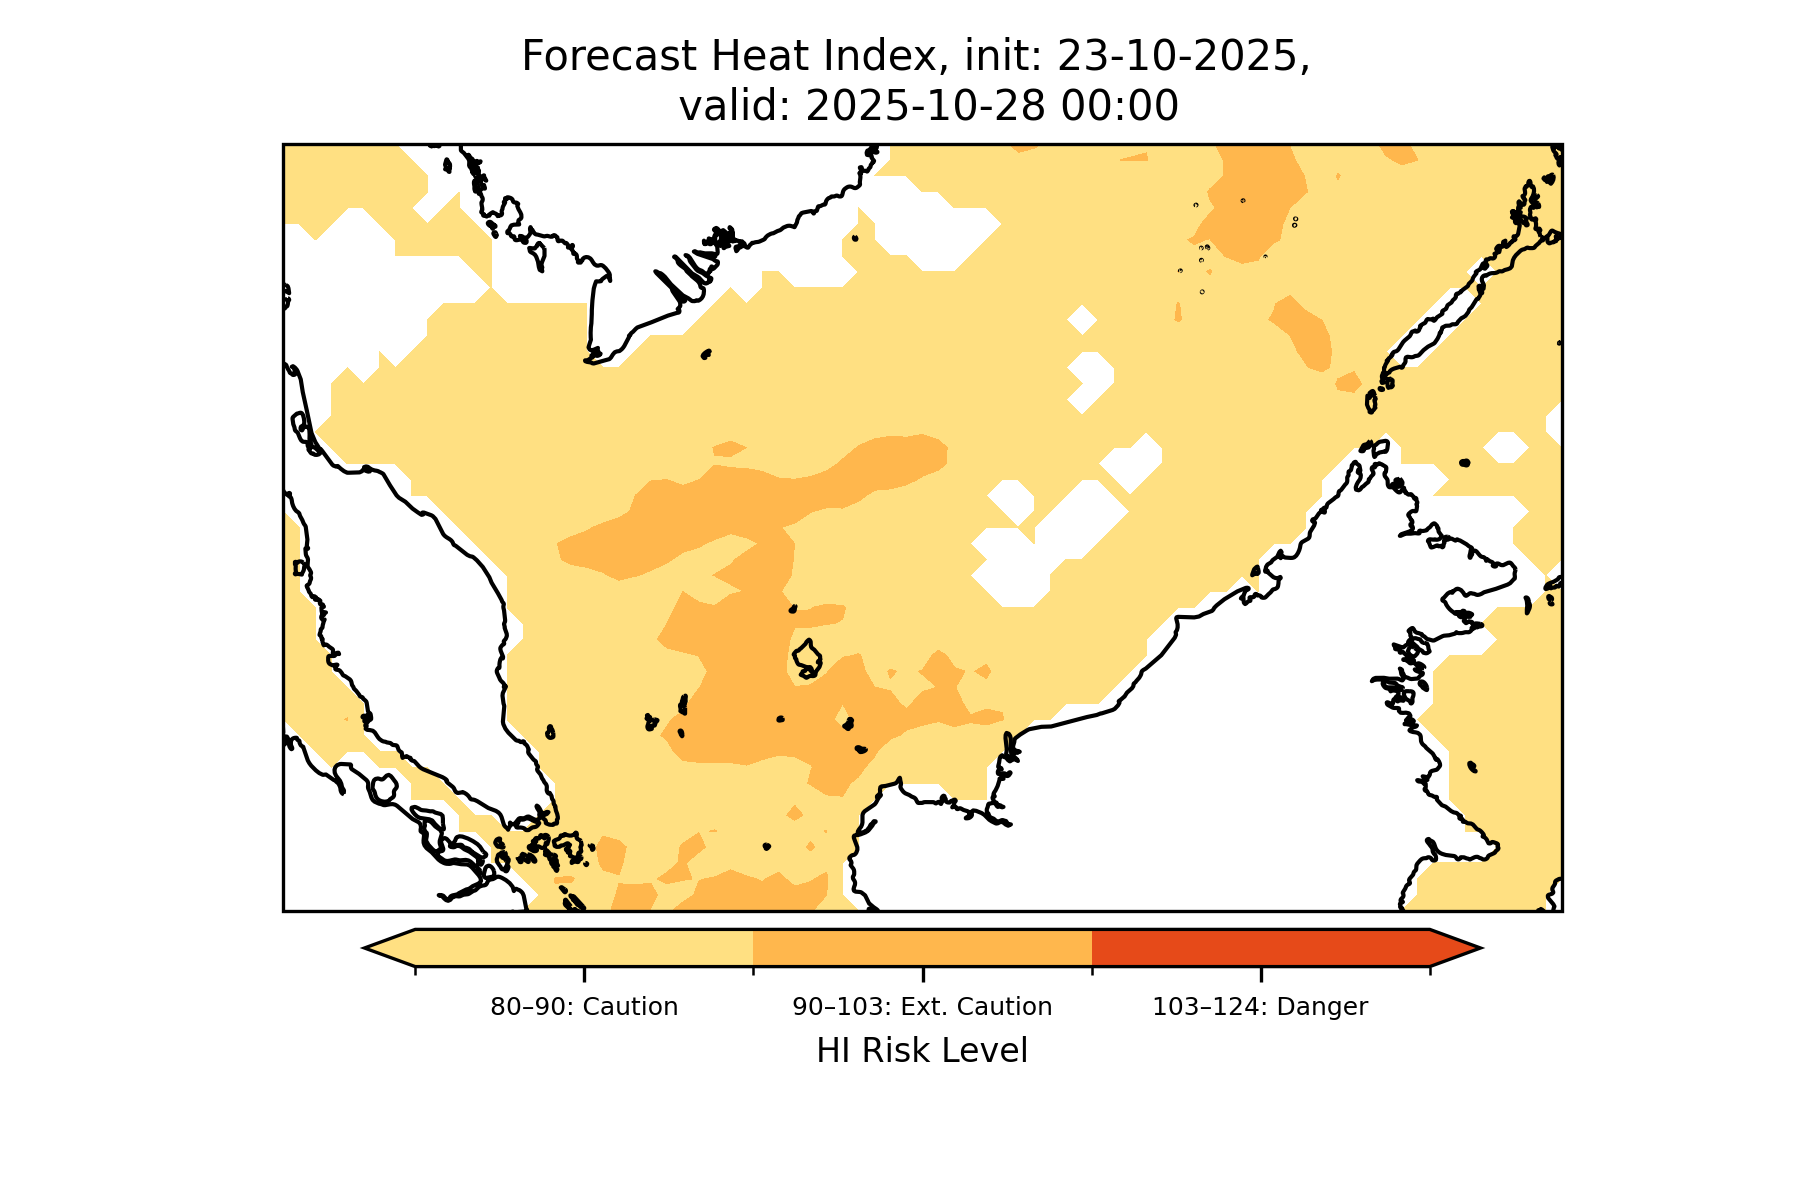 Forecast Heat Index, init: 23-10-2025,
valid: 2025-10-28 00:00
80–90: Caution
90–103: Ext. Caution
103–124: Danger
HI Risk Level